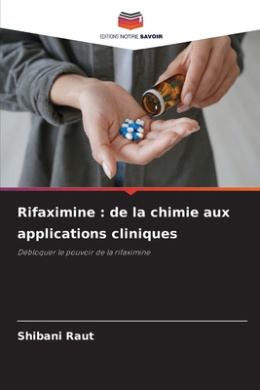 EDITIONS NOTRE SAVOIR
Rifaximine : de la chimie aux
applications cliniques
Débloquer le pouvoir de la rifaximine
Shibani Raut